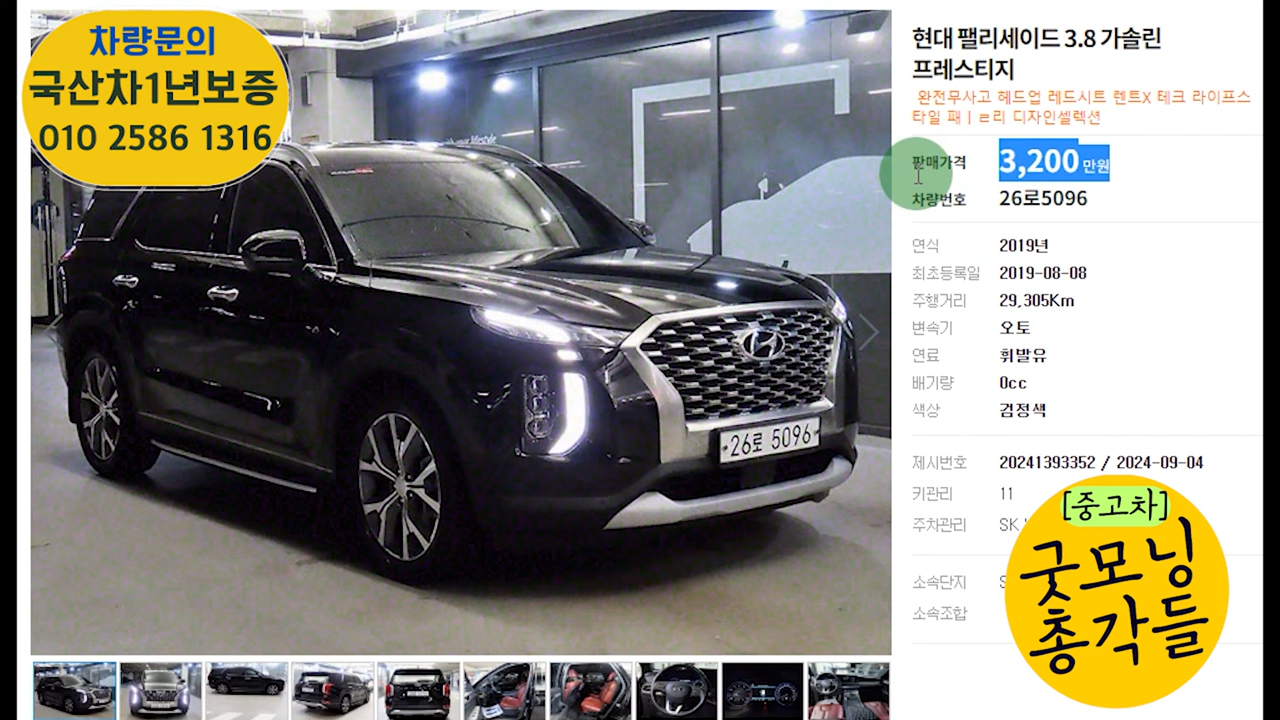 차량문의
국산차1년보증
010 2586 1316
현대 팰리세이드 3.8 가솔린
프레스티지
완전무사고 헤드업 레드시트 렌트X 테크 라이프스
타일 패ㅣㄹ리 디자인셀렉션
판매가격 3,200만원
차량번호 26로5096
연식 2019년
최초등록일 2019-08-08
주행거리 29,305Km
변속기 오토
연료 휘발유
배기량 0cc
색상 검정색
26로 5096
제시번호 20241393352 / 2024-09-04
키관리 11
주차관리 SK
소속단지
소속조합
[중고차]
굿모닝
총각들